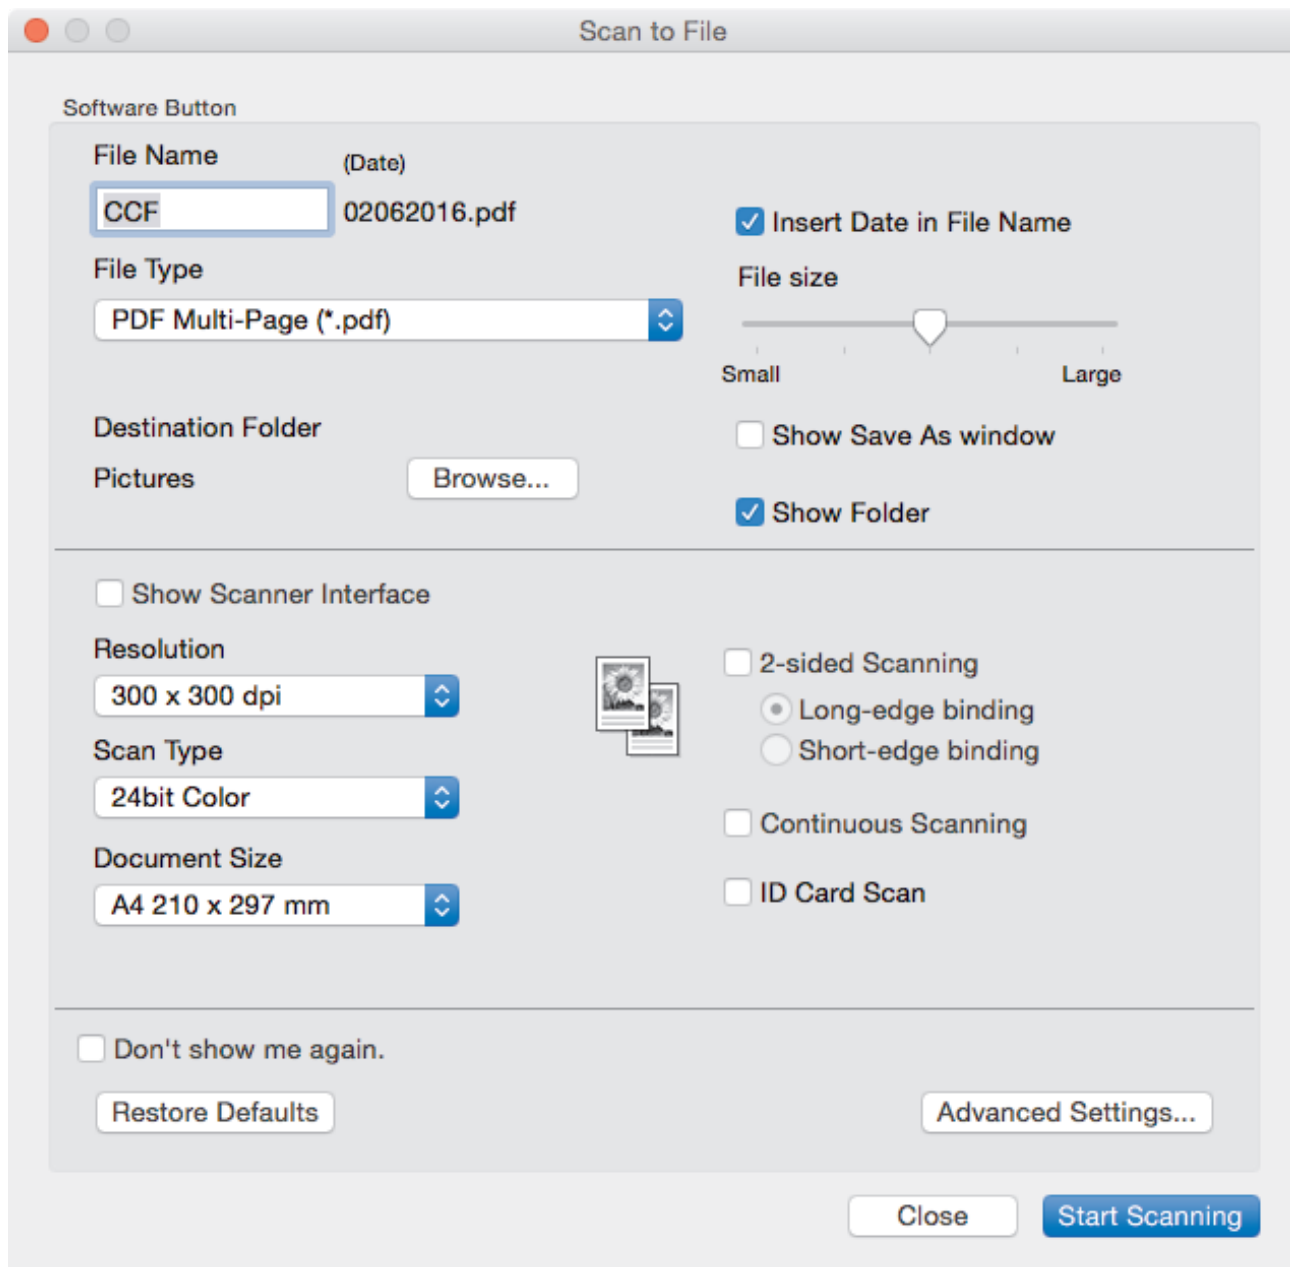 Scan to File
Software Button
File Name
(Date)
CCF
02062016.pdf
Insert Date in File Name
File Type
File size
PDF Multi-Page (*.pdf)
Small
Large
Destination Folder
Show Save As window
Pictures
Browse...
Show Folder
Show Scanner Interface
Resolution
2-sided Scanning
300 x 300 dpi
Long-edge binding
Scan Type
Short-edge binding
24bit Color
Continuous Scanning
Document Size
ID Card Scan
A4 210 x 297 mm
Don't show me again.
Restore Defaults
Advanced Settings...
Close
Start Scanning